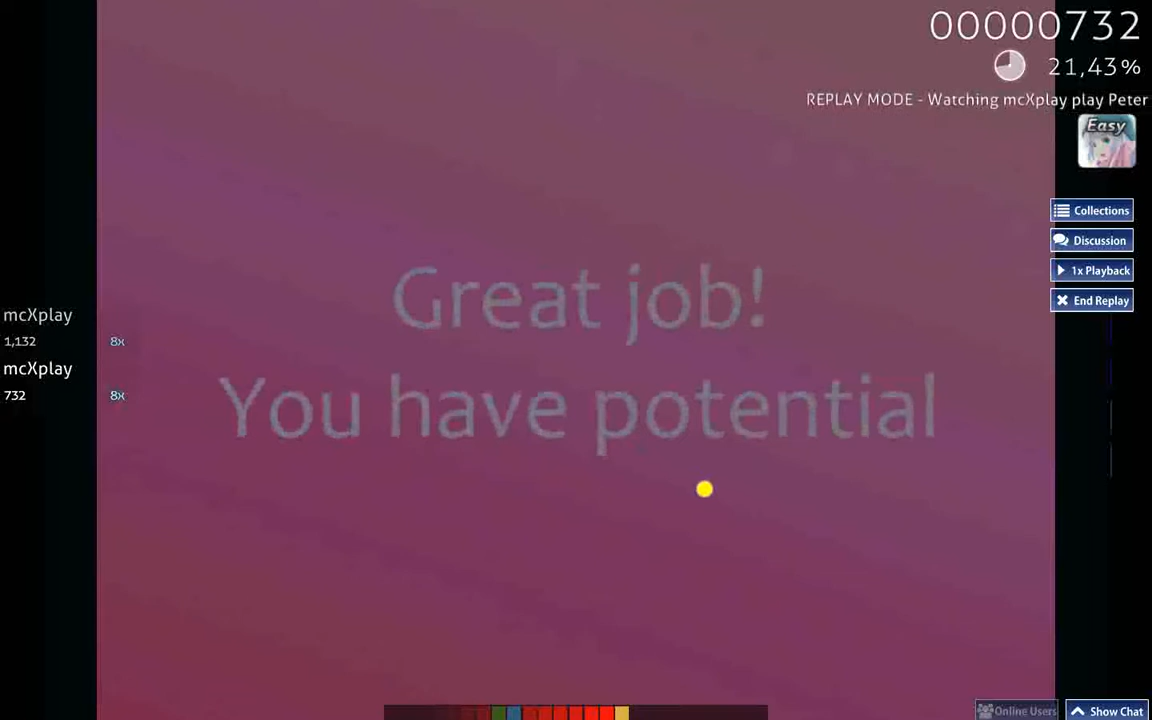 00000732
21,43%
REPLAY MODE - Watching mcXplay play Peter
Easy
Collections
Discussion
1x Playback
End Replay
Great job!
You have potential
mcXplay
1,132 8x
mcXplay
732 8x
Online Users
Show Chat